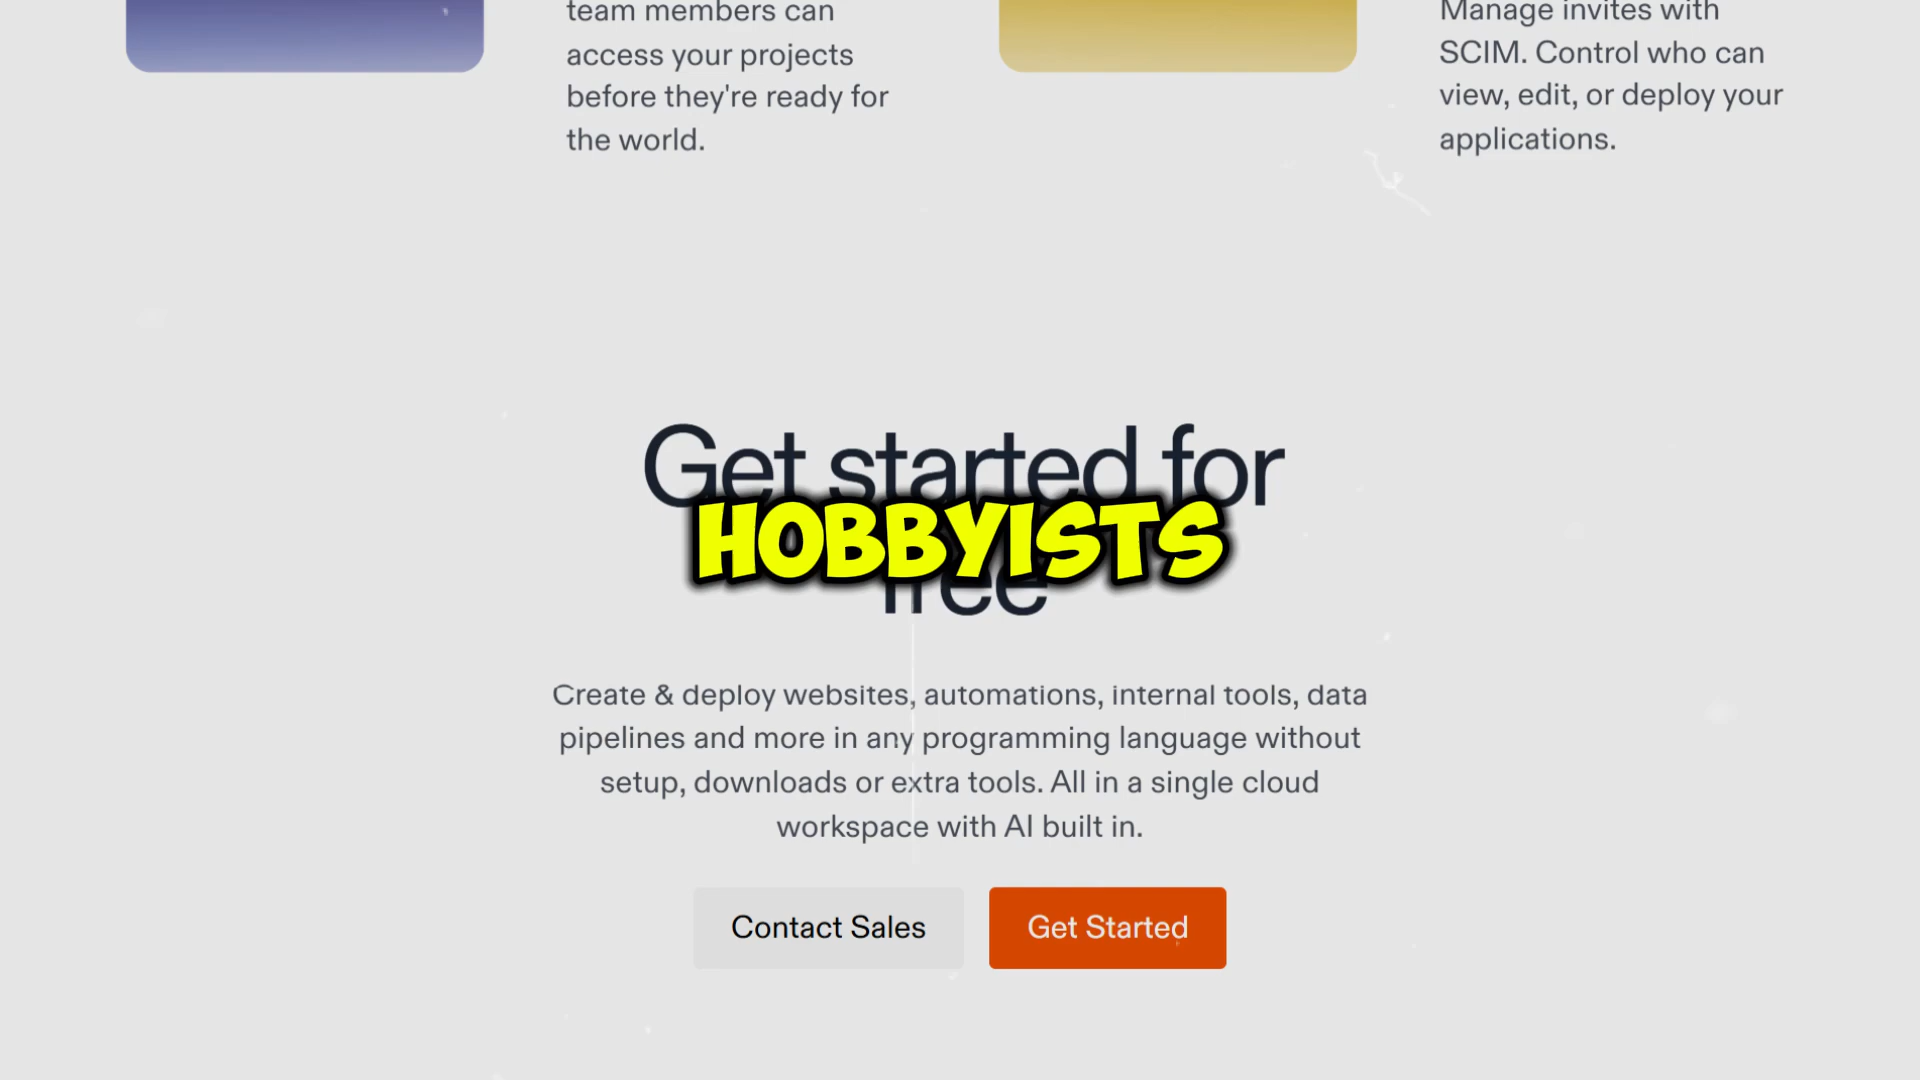 team members can
access your projects
before they're ready for
the world.
Manage invites with
SCIM. Control who can
view, edit, or deploy your
applications.
Get started for
HOBBYISTS
free
Create & deploy websites, automations, internal tools, data
pipelines and more in any programming language without
setup, downloads or extra tools. All in a single cloud
workspace with AI built in.
Contact Sales
Get Started